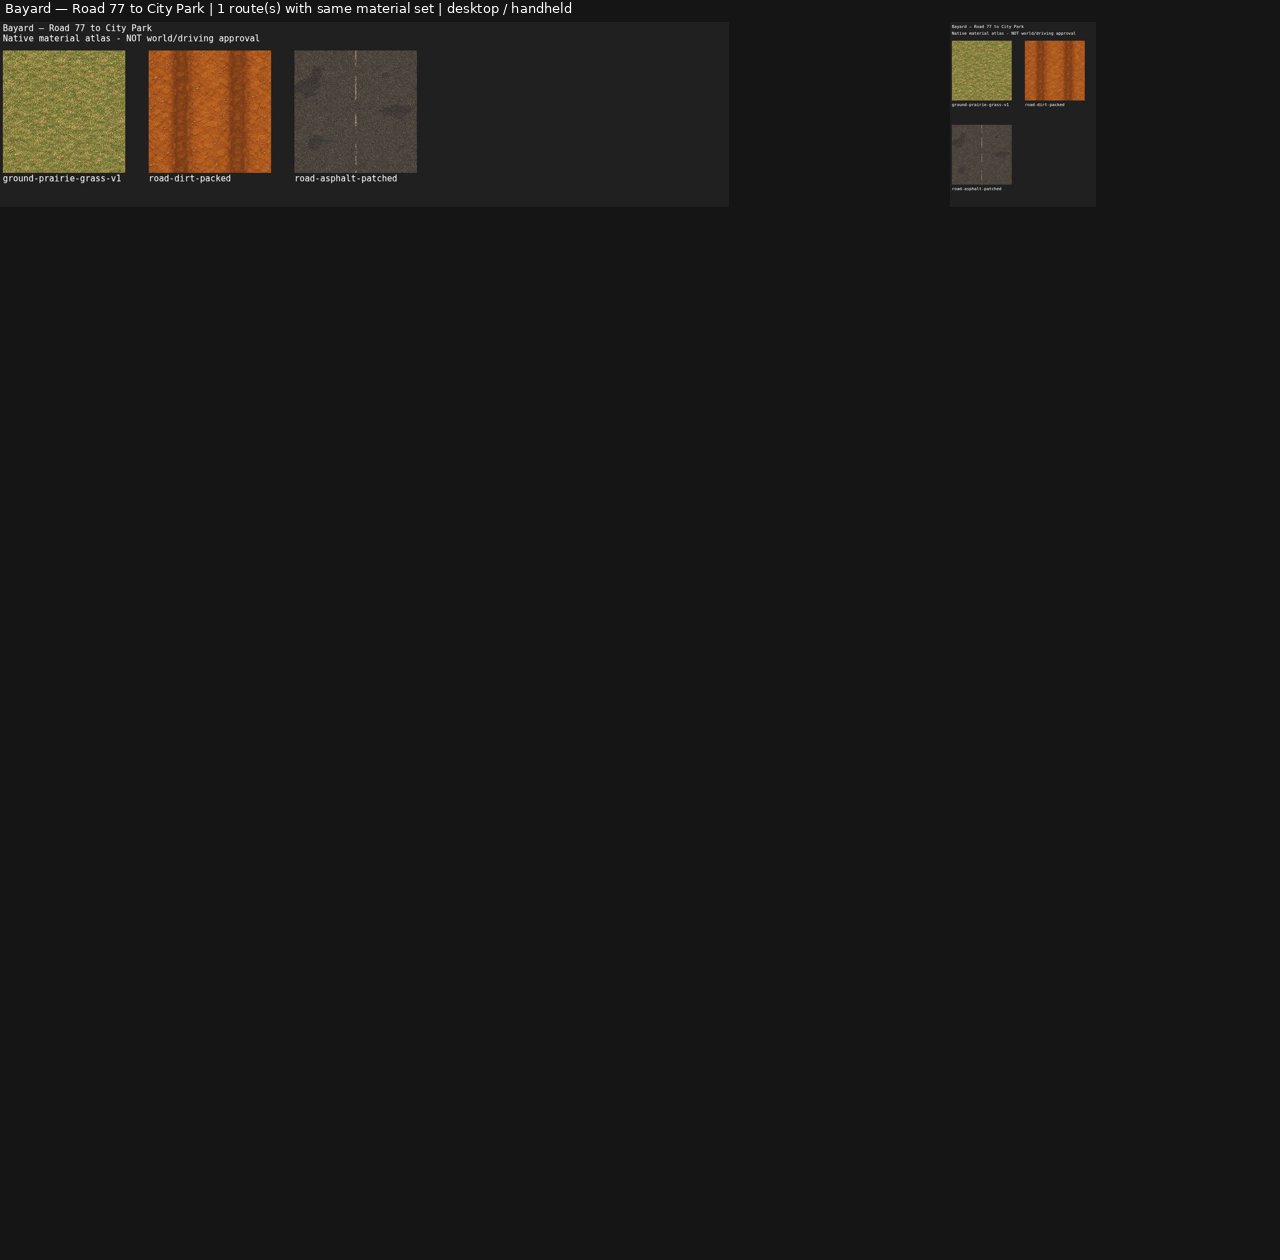 Bayard — Road 77 to City Park | 1 route(s) with same material set | desktop / handheld
Bayard — Road 77 to City Park
Native material atlas - NOT world/driving approval
ground-prairie-grass-v1
road-dirt-packed
road-asphalt-patched
Bayard — Road 77 to City Park
Native material atlas - NOT world/driving approval
ground-prairie-grass-v1
road-dirt-packed
road-asphalt-patched